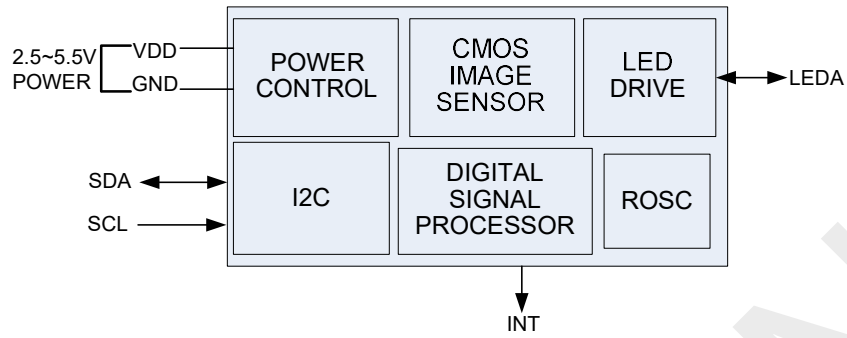 2.5~5.5V
POWER
VDD
GND
POWER
CONTROL
CMOS
IMAGE
SENSOR
LED
DRIVE
LEDA
SDA
SCL
I2C
DIGITAL
SIGNAL
PROCESSOR
ROSC
INT